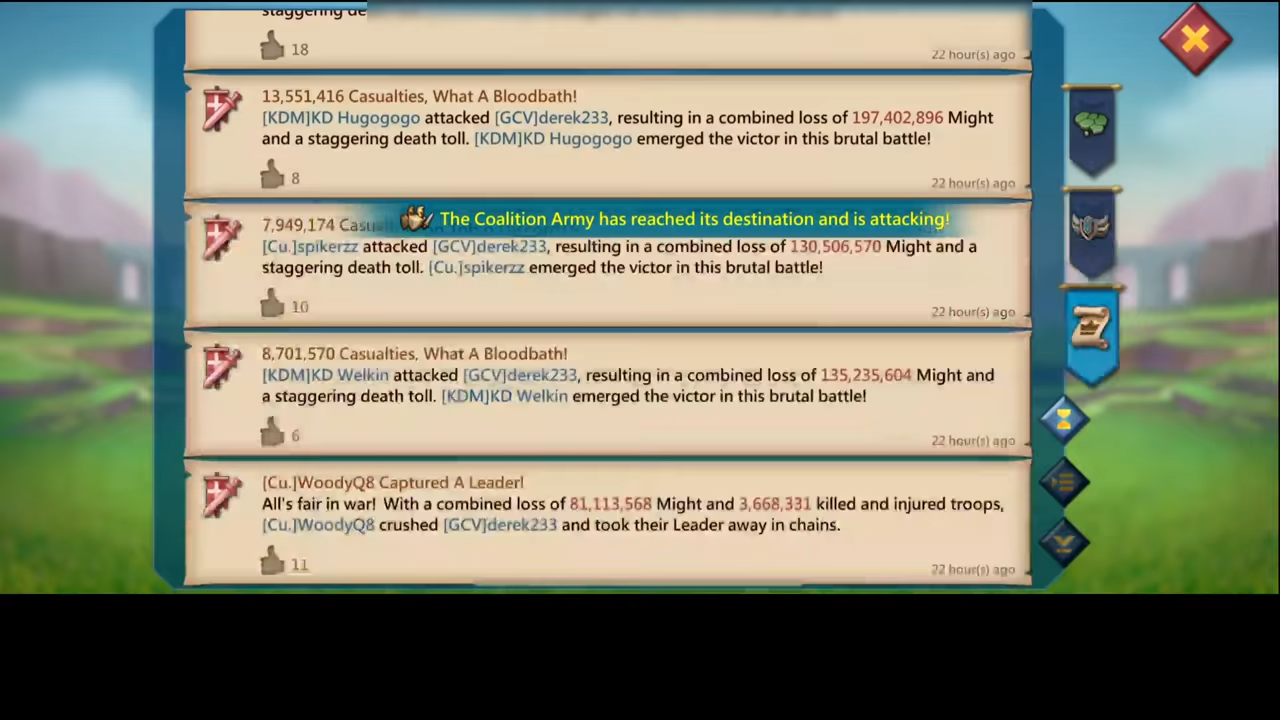 staggering de
18
22 hour(s) ago
13,551,416 Casualties, What A Bloodbath!
[KDM]KD Hugogogo attacked [GCV]derek233, resulting in a combined loss of 197,402,896 Might
and a staggering death toll. [KDM]KD Hugogogo emerged the victor in this brutal battle!
8
22 hour(s) ago
The Coalition Army has reached its destination and is attacking!
7,949,174 Casu
[Cu.]spikerzz attacked [GCV]derek233, resulting in a combined loss of 130,506,570 Might and a
staggering death toll. [Cu.]spikerzz emerged the victor in this brutal battle!
10
22 hour(s) ago
8,701,570 Casualties, What A Bloodbath!
[KDM]KD Welkin attacked [GCV]derek233, resulting in a combined loss of 135,235,604 Might and
a staggering death toll. [KDM]KD Welkin emerged the victor in this brutal battle!
6
22 hour(s) ago
[Cu.]WoodyQ8 Captured A Leader!
All's fair in war! With a combined loss of 81,113,568 Might and 3,668,331 killed and injured troops,
[Cu.]WoodyQ8 crushed [GCV]derek233 and took their Leader away in chains.
11
22 hour(s) ago